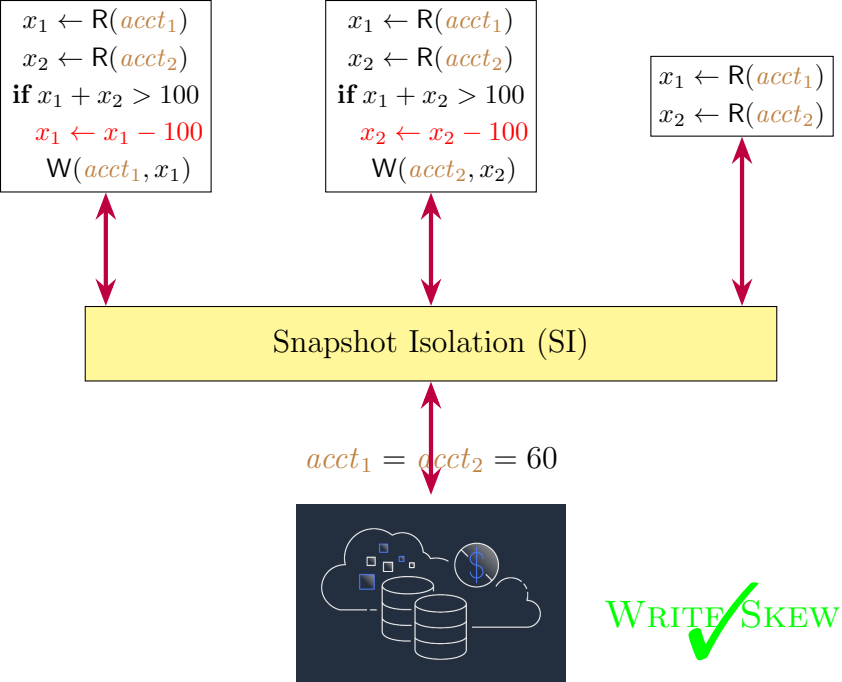 x₁ ← R(acct₁)
x₂ ← R(acct₂)
if x₁ + x₂ > 100
x₁ ← x₁ − 100
W(acct₁, x₁)
x₁ ← R(acct₁)
x₂ ← R(acct₂)
if x₁ + x₂ > 100
x₂ ← x₂ − 100
W(acct₂, x₂)
x₁ ← R(acct₁)
x₂ ← R(acct₂)
Snapshot Isolation (SI)
acct₁ = acct₂ = 60
$
WRITE SKEW
✓